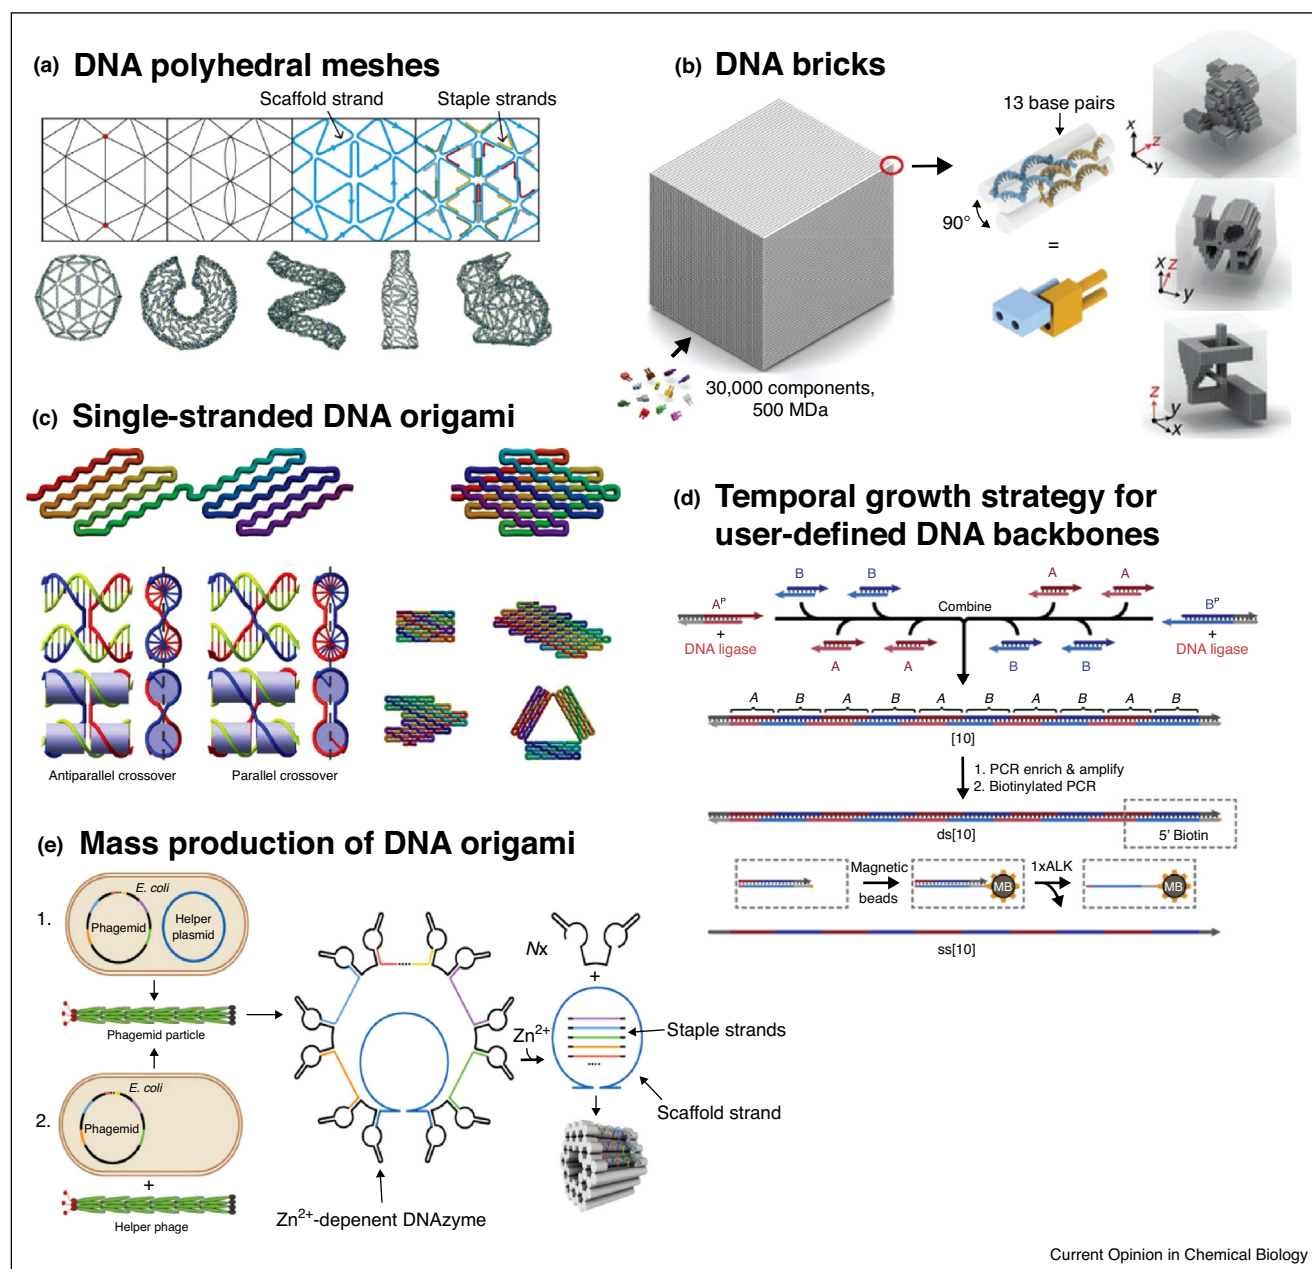 (a) DNA polyhedral meshes
Scaffold strand
Staple strands
(b) DNA bricks
13 base pairs
90°
=
30,000 components,
500 MDa
x
z
y
x
z
y
z
y
x
(c) Single-stranded DNA origami
Antiparallel crossover
Parallel crossover
(d) Temporal growth strategy for
user-defined DNA backbones
B
B
A
A
Aᴾ
+
DNA ligase
Combine
Bᴾ
+
DNA ligase
A
A
B
B
A B A B A B A B A B
[10]
1. PCR enrich & amplify
2. Biotinylated PCR
ds[10]
5' Biotin
Magnetic
beads
MB
1xALK
MB
ss[10]
(e) Mass production of DNA origami
1.
E. coli
Phagemid
Helper
plasmid
Phagemid particle
2.
E. coli
Phagemid
+
Helper phage
Zn²⁺-depenent DNAzyme
Nx
+
Zn²⁺
Staple strands
Scaffold strand
Current Opinion in Chemical Biology